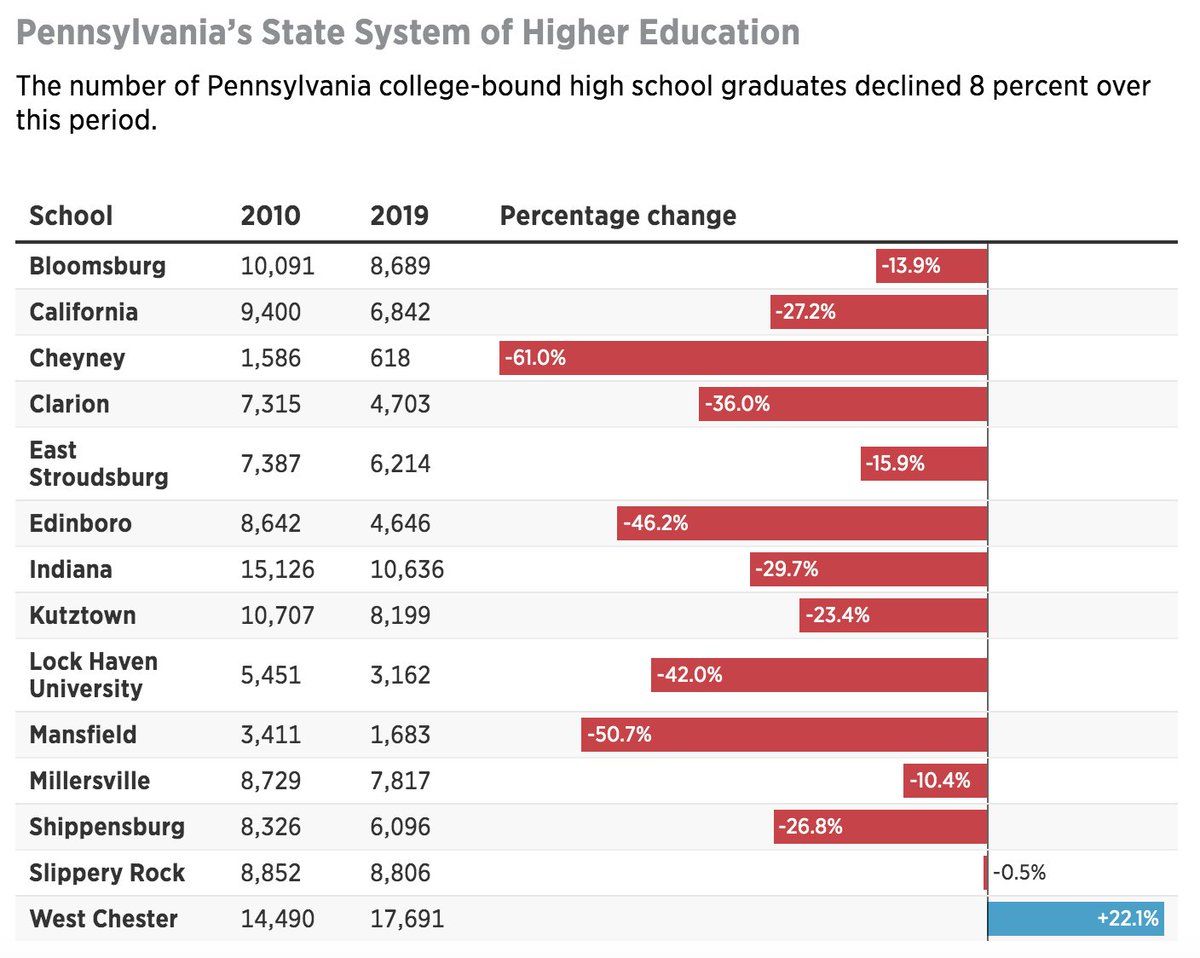 Pennsylvania's State System of Higher Education
The number of Pennsylvania college-bound high school graduates declined 8 percent over
this period.
School 2010 2019 Percentage change
Bloomsburg 10,091 8,689 -13.9%
California 9,400 6,842 -27.2%
Cheyney 1,586 618 -61.0%
Clarion 7,315 4,703 -36.0%
East
Stroudsburg 7,387 6,214 -15.9%
Edinboro 8,642 4,646 -46.2%
Indiana 15,126 10,636 -29.7%
Kutztown 10,707 8,199 -23.4%
Lock Haven
University 5,451 3,162 -42.0%
Mansfield 3,411 1,683 -50.7%
Millersville 8,729 7,817 -10.4%
Shippensburg 8,326 6,096 -26.8%
Slippery Rock 8,852 8,806 -0.5%
West Chester 14,490 17,691 +22.1%